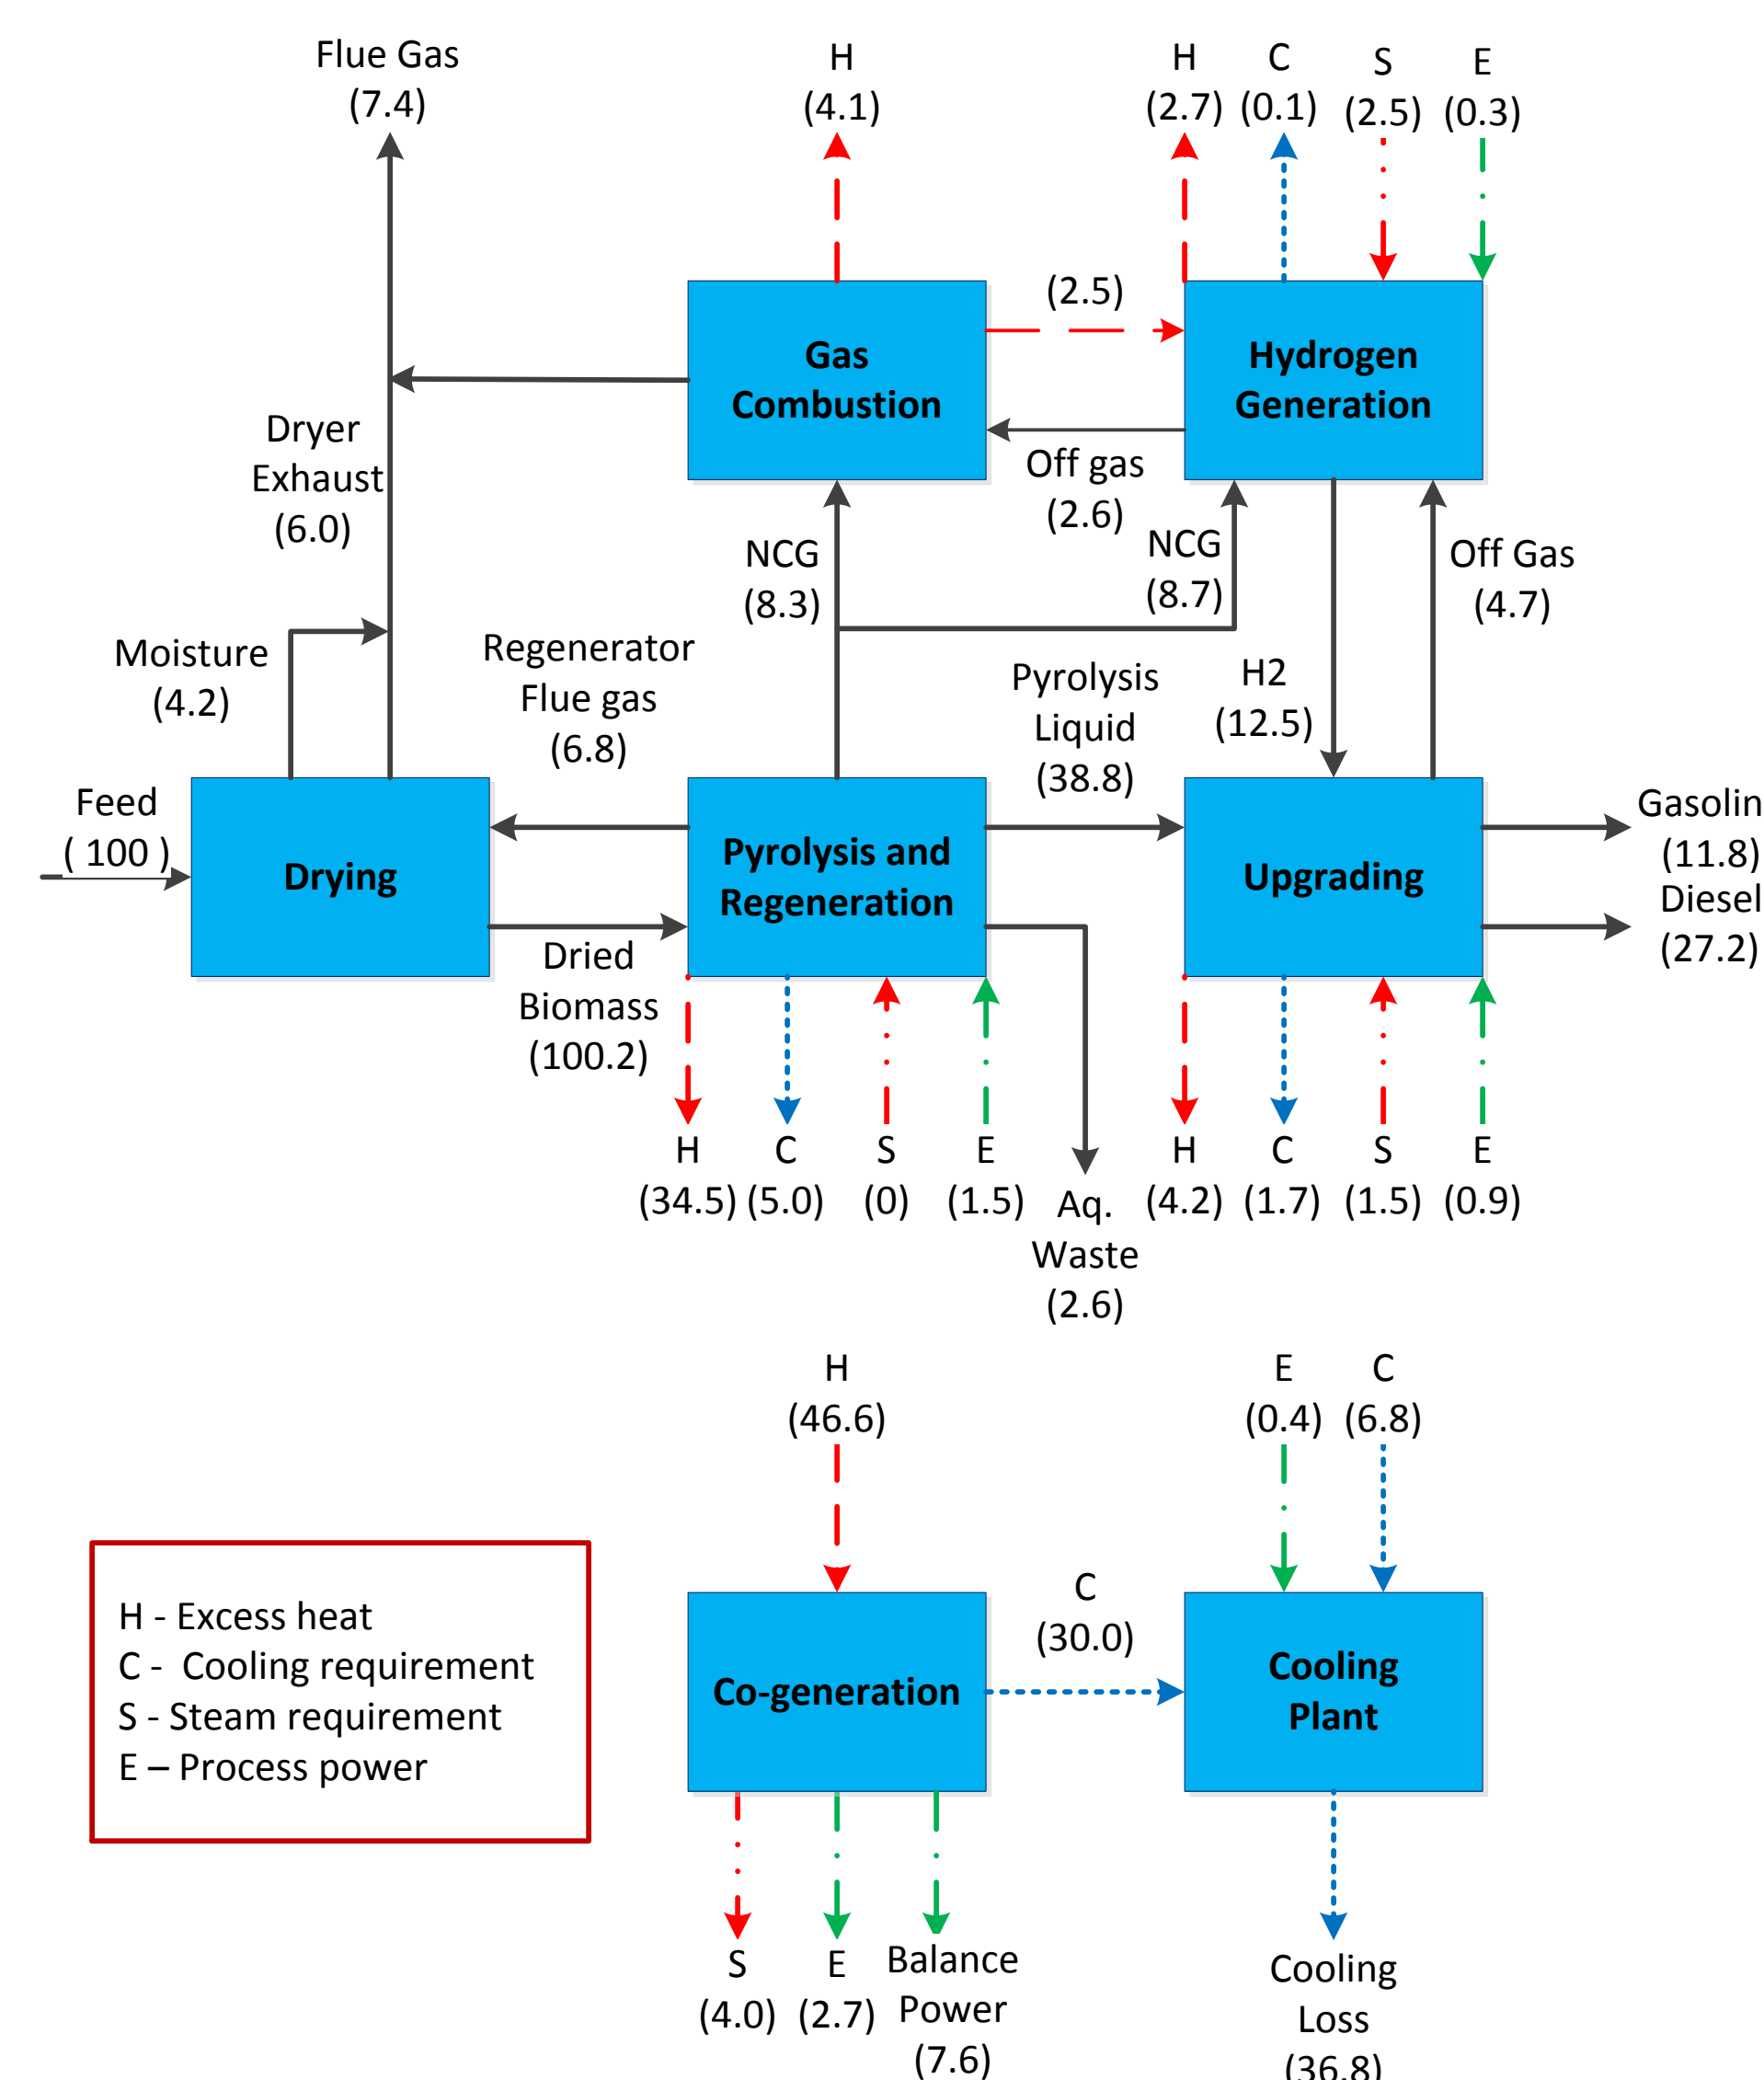 Flue Gas
(7.4)
H
(4.1)
H
(2.7)
C
(0.1)
S
(2.5)
E
(0.3)
Gas
Combustion
(2.5)
Hydrogen
Generation
Dryer
Exhaust
(6.0)
Off gas
(2.6)
NCG
(8.3)
NCG
(8.7)
Off Gas
(4.7)
Moisture
(4.2)
Regenerator
Flue gas
(6.8)
Pyrolysis
Liquid
(38.8)
H2
(12.5)
Feed
( 100 )
Drying
Pyrolysis and
Regeneration
Upgrading
Gasolin
(11.8)
Diesel
(27.2)
Dried
Biomass
(100.2)
H
(34.5)
C
(5.0)
S
(0)
E
(1.5)
Aq.
Waste
(2.6)
H
(4.2)
C
(1.7)
S
(1.5)
E
(0.9)
H
(46.6)
E
(0.4)
C
(6.8)
H - Excess heat
C - Cooling requirement
S - Steam requirement
E – Process power
Co-generation
C
(30.0)
Cooling
Plant
S
(4.0)
E
(2.7)
Balance
Power
(7.6)
Cooling
Loss
(36.8)